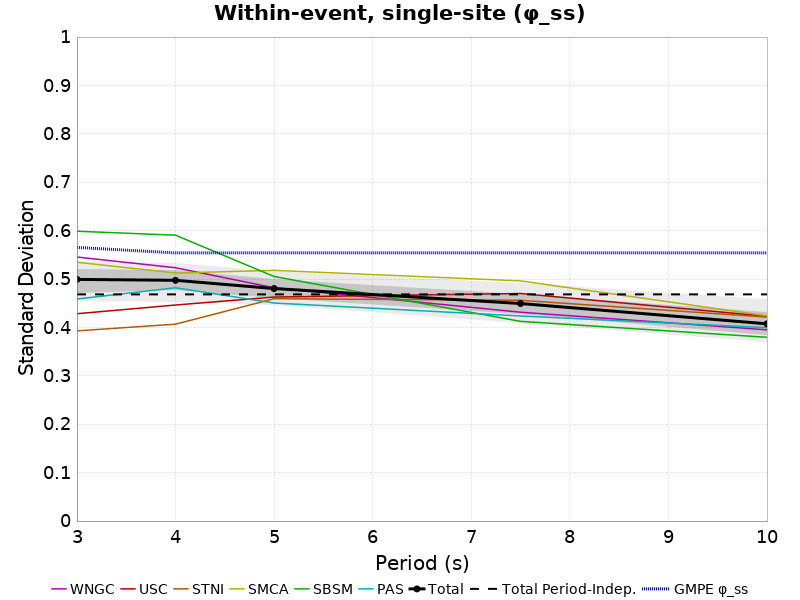 Within-event, single-site (φ_ss)
Standard Deviation
1
0.9
0.8
0.7
0.6
0.5
0.4
0.3
0.2
0.1
0
3 4 5 6 7 8 9 10
Period (s)
WNGC USC STNI SMCA SBSM PAS Total Total Period-Indep. GMPE φ_ss